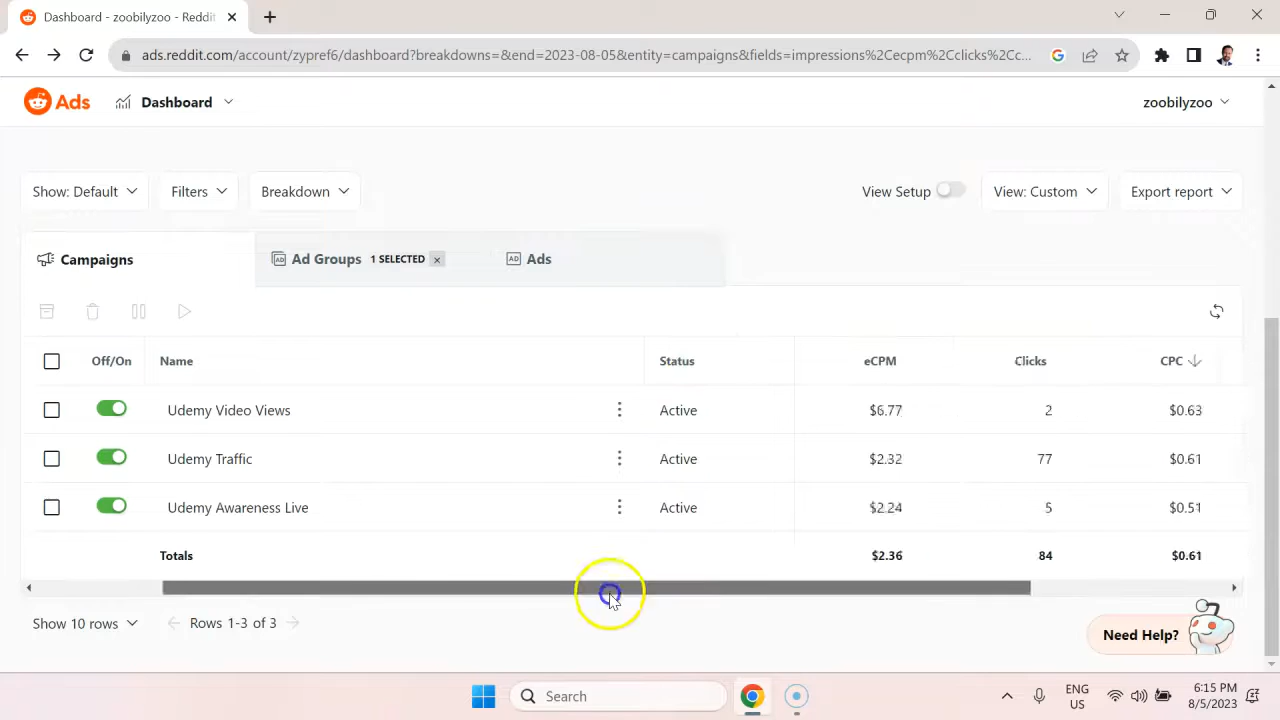 Dashboard - zoobilyzoo - Reddit
ads.reddit.com/account/zypref6/dashboard?breakdowns=&end=2023-08-05&entity=campaigns&fields=impressions%2Cecpm%2Cclicks%2Cc...
Ads Dashboard zoobilyzoo
Show: Default Filters Breakdown View Setup View: Custom Export report
Campaigns Ad Groups 1 SELECTED Ads
Off/On Name Status eCPM Clicks CPC
Udemy Video Views Active $6.77 2 $0.63
Udemy Traffic Active $2.32 77 $0.61
Udemy Awareness Live Active $2.24 5 $0.51
Totals $2.36 84 $0.61
Show 10 rows Rows 1-3 of 3
Need Help?
Search
ENG
US
6:15 PM
8/5/2023